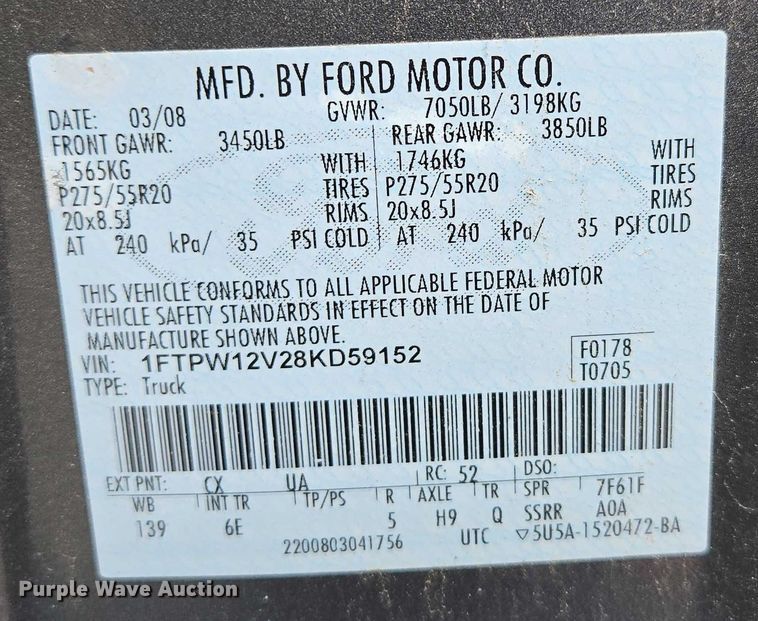 MFD. BY FORD MOTOR CO.
DATE: 03/08 GVWR: 7050LB/ 3198KG
FRONT GAWR: 3450LB REAR GAWR: 3850LB
1565KG WITH 1746KG WITH
P275/55R20 TIRES P275/55R20 TIRES
20x8.5J RIMS 20x8.5J RIMS
AT 240 kPa/ 35 PSI COLD AT 240 kPa/ 35 PSI COLD
THIS VEHICLE CONFORMS TO ALL APPLICABLE FEDERAL MOTOR
VEHICLE SAFETY STANDARDS IN EFFECT ON THE DATE OF
MANUFACTURE SHOWN ABOVE.
VIN: 1FTPW12V28KD59152 F0178
TYPE: Truck T0705
EXT PNT: CX UA RC: 52 DSO:
WB INT TR TP/PS R AXLE TR SPR 7F61F
139 6E 5 H9 Q SSRR A0A
2200803041756 UTC ▽5U5A-1520472-BA
Purple Wave Auction